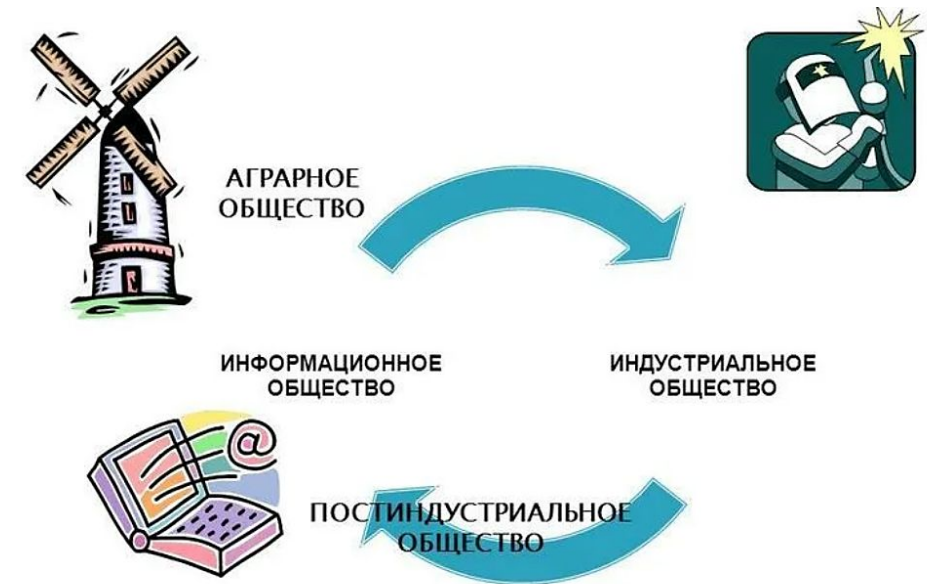 АГРАРНОЕ
ОБЩЕСТВО
ИНФОРМАЦИОННОЕ
ОБЩЕСТВО
ИНДУСТРИАЛЬНОЕ
ОБЩЕСТВО
@
ПОСТИНДУСТРИАЛЬНОЕ
ОБЩЕСТВО